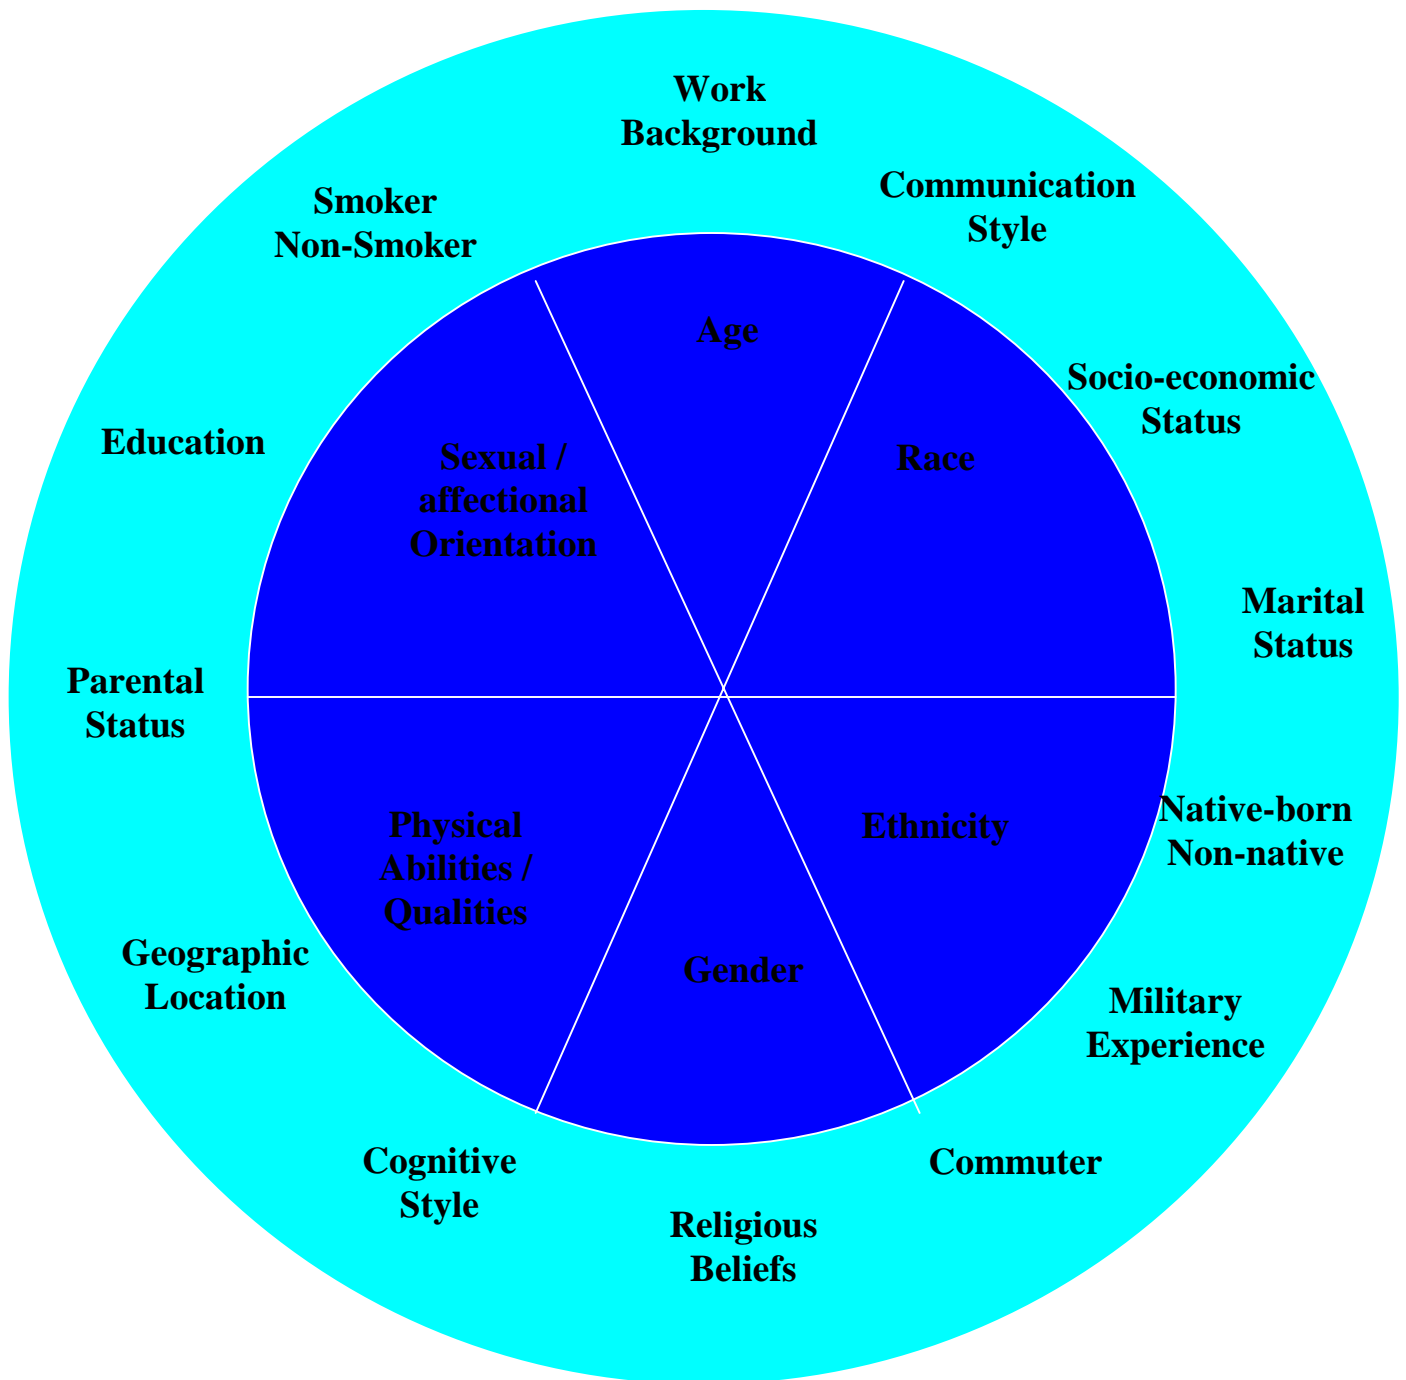 Work
Background
Communication
Style
Smoker
Non-Smoker
Age
Socio-economic
Status
Education
Sexual /
affectional
Orientation
Race
Marital
Status
Parental
Status
Physical
Abilities /
Qualities
Ethnicity
Native-born
Non-native
Geographic
Location
Gender
Military
Experience
Cognitive
Style
Commuter
Religious
Beliefs